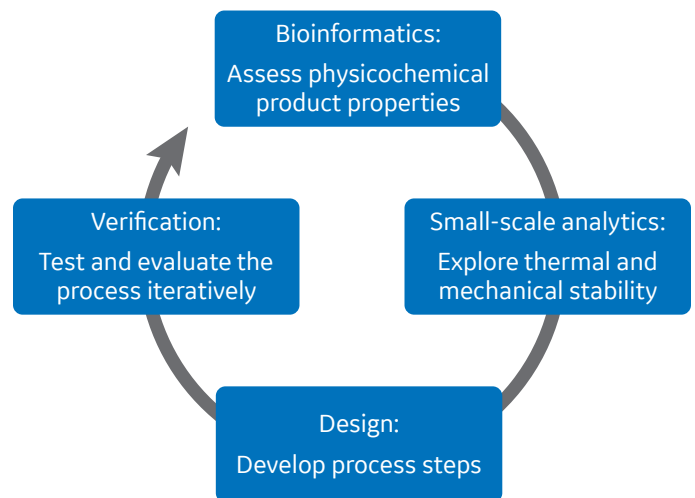 Bioinformatics:
Assess physicochemical
product properties
Small-scale analytics:
Explore thermal and
mechanical stability
Design:
Develop process steps
Verification:
Test and evaluate the
process iteratively